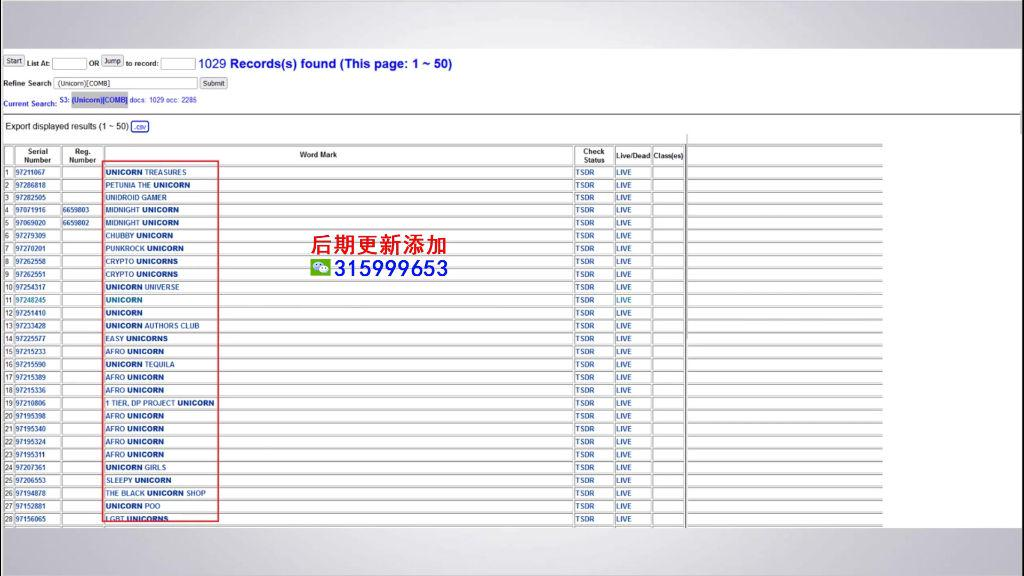 Start List At: OR Jump to record: 1029 Records(s) found (This page: 1 ~ 50)
Refine Search (Unicorn)[COMB] Submit
Current Search: S3: (Unicorn)[COMB] docs: 1029 occ: 2285
Export displayed results (1 ~ 50) .csv
Serial Number Reg. Number Word Mark Check Status Live/Dead Class(es)
1 97211067 UNICORN TREASURES TSDR LIVE
2 97286818 PETUNIA THE UNICORN TSDR LIVE
3 97282505 UNIDROID GAMER TSDR LIVE
4 97071916 6659803 MIDNIGHT UNICORN TSDR LIVE
5 97069020 6659802 MIDNIGHT UNICORN TSDR LIVE
6 97279309 CHUBBY UNICORN TSDR LIVE
7 97270201 PUNKROCK UNICORN TSDR LIVE
8 97262558 CRYPTO UNICORNS TSDR LIVE
9 97262551 CRYPTO UNICORNS TSDR LIVE
10 97254317 UNICORN UNIVERSE TSDR LIVE
11 97248245 UNICORN TSDR LIVE
12 97251410 UNICORN TSDR LIVE
13 97233428 UNICORN AUTHORS CLUB TSDR LIVE
14 97225577 EASY UNICORNS TSDR LIVE
15 97215233 AFRO UNICORN TSDR LIVE
16 97215590 UNICORN TEQUILA TSDR LIVE
17 97215389 AFRO UNICORN TSDR LIVE
18 97215336 AFRO UNICORN TSDR LIVE
19 97210806 1 TIER, DP PROJECT UNICORN TSDR LIVE
20 97195398 AFRO UNICORN TSDR LIVE
21 97195340 AFRO UNICORN TSDR LIVE
22 97195324 AFRO UNICORN TSDR LIVE
23 97195311 AFRO UNICORN TSDR LIVE
24 97207361 UNICORN GIRLS TSDR LIVE
25 97206553 SLEEPY UNICORN TSDR LIVE
26 97194878 THE BLACK UNICORN SHOP TSDR LIVE
27 97152881 UNICORN POO TSDR LIVE
28 97156065 LGBT UNICORNS TSDR LIVE
后期更新添加
315999653